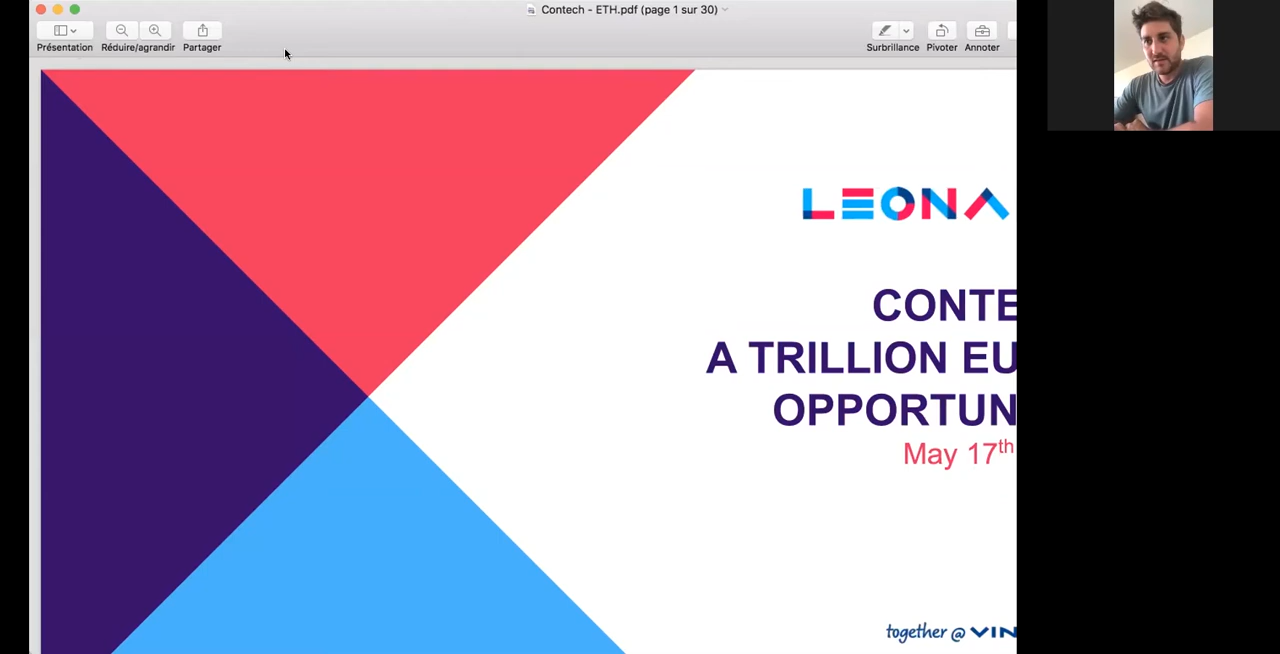 Contech - ETH.pdf (page 1 sur 30)
Présentation
Réduire/agrandir
Partager
Surbrillance
Pivoter
Annoter
LEONA
CONTE
A TRILLION EU
OPPORTUN
May 17th
together @ VIN